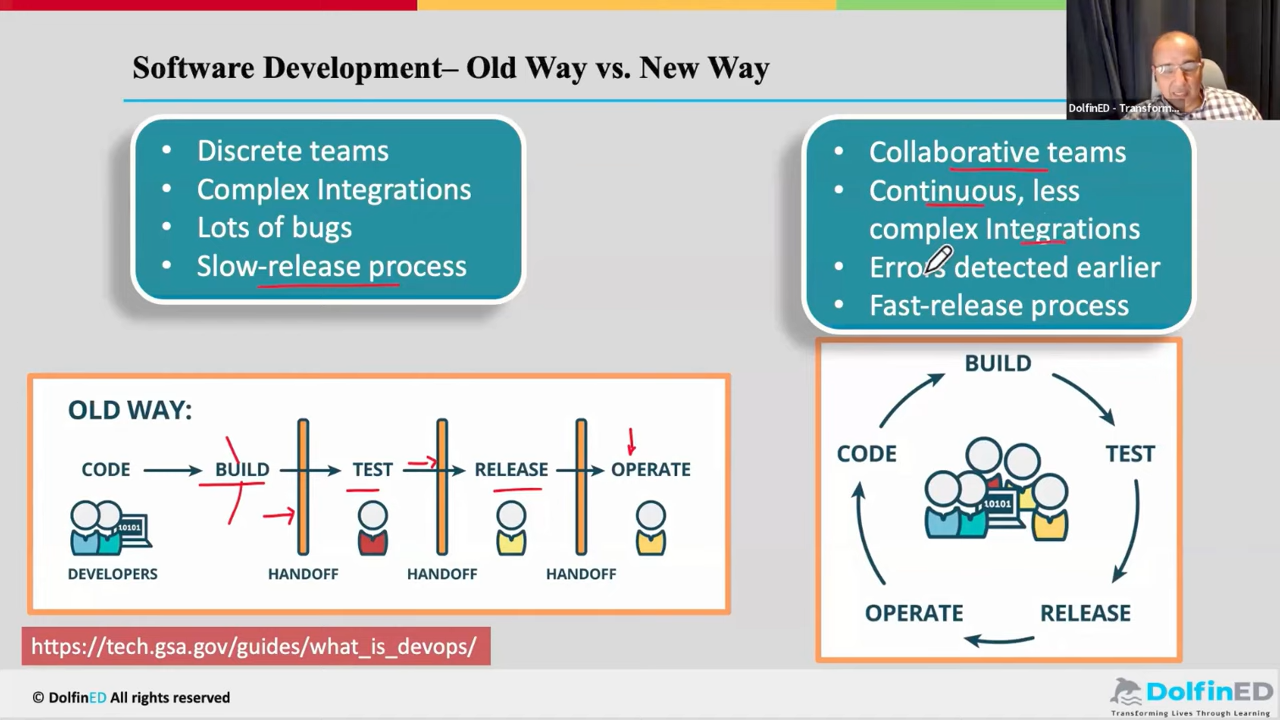 Software Development– Old Way vs. New Way
DolfinED - Transform...
• Discrete teams
• Complex Integrations
• Lots of bugs
• Slow-release process
• Collaborative teams
• Continuous, less
complex Integrations
• Errors detected earlier
• Fast-release process
OLD WAY:
CODE BUILD TEST RELEASE OPERATE
10101
DEVELOPERS HANDOFF HANDOFF HANDOFF
BUILD
CODE TEST
10101
OPERATE RELEASE
https://tech.gsa.gov/guides/what_is_devops/
© DolfinED All rights reserved
DolfinED
Transforming Lives Through Learning